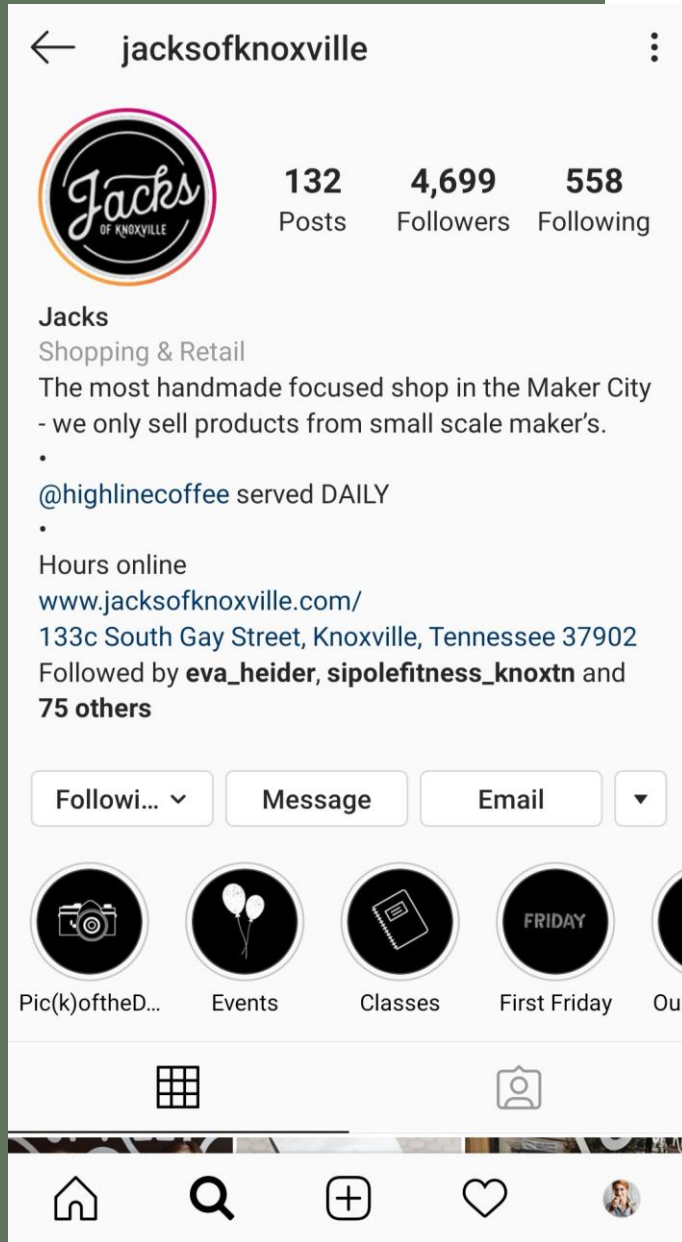 jacksofknoxville
Jacks
OF KNOXVILLE
132 4,699 558
Posts Followers Following
Jacks
Shopping & Retail
The most handmade focused shop in the Maker City
- we only sell products from small scale maker's.
•
@highlinecoffee served DAILY
•
Hours online
www.jacksofknoxville.com/
133c South Gay Street, Knoxville, Tennessee 37902
Followed by eva_heider, sipolefitness_knoxtn and
75 others
Followi... Message Email
FRIDAY
Pic(k)oftheD... Events Classes First Friday Ou